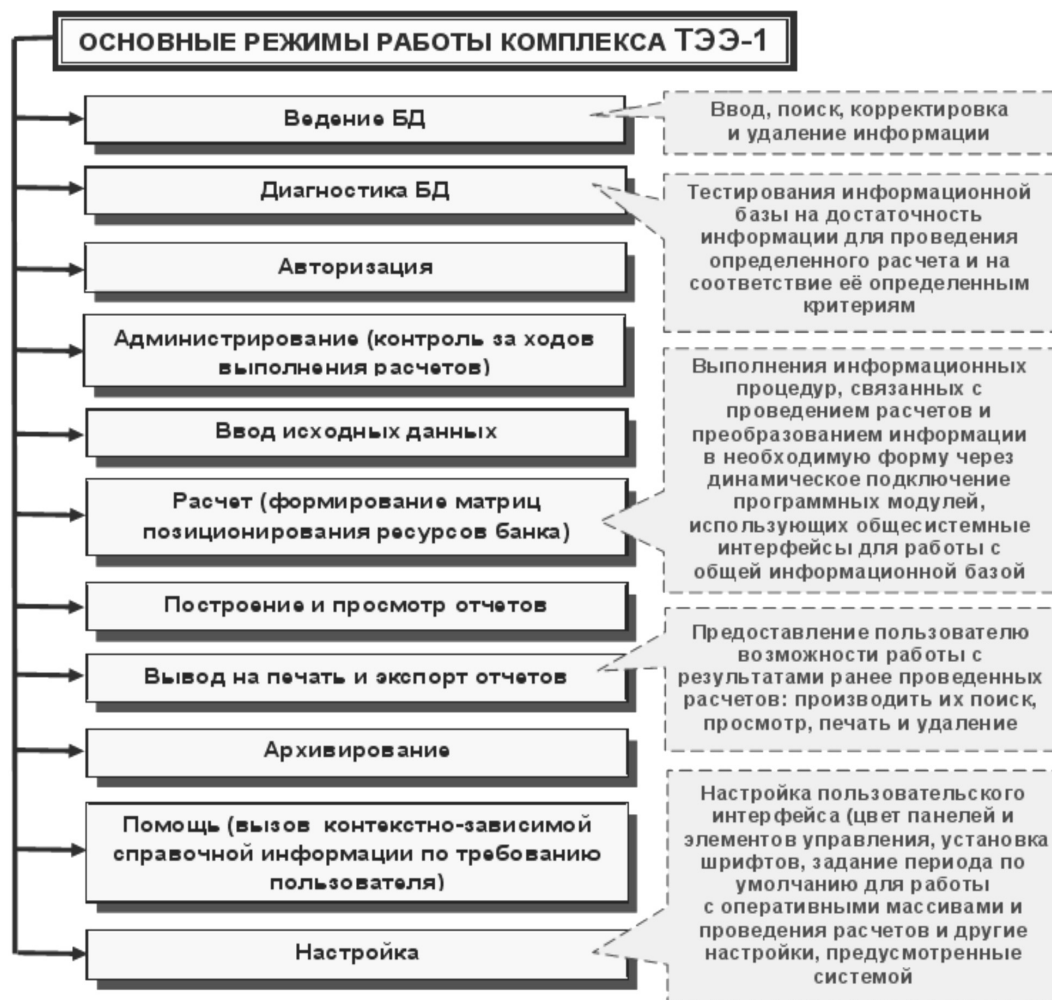 ОСНОВНЫЕ РЕЖИМЫ РАБОТЫ КОМПЛЕКСА ТЭЭ-1
Ведение БД
Ввод, поиск, корректировка
и удаление информации
Диагностика БД
Тестирования информационной
базы на достаточность
информации для проведения
определенного расчета и на
соответствие её определенным
критериям
Авторизация
Администрирование (контроль за ходов
выполнения расчетов)
Ввод исходных данных
Расчет (формирование матриц
позиционирования ресурсов банка)
Выполнения информационных
процедур, связанных с
проведением расчетов и
преобразованием информации
в необходимую форму через
динамическое подключение
программных модулей,
использующих общесистемные
интерфейсы для работы с
общей информационной базой
Построение и просмотр отчетов
Вывод на печать и экспорт отчетов
Предоставление пользователю
возможности работы с
результатами ранее проведенных
расчетов: производить их поиск,
просмотр, печать и удаление
Архивирование
Помощь (вызов контекстно-зависимой
справочной информации по требованию
пользователя)
Настройка
Настройка пользовательского
интерфейса (цвет панелей и
элементов управления, установка
шрифтов, задание периода по
умолчанию для работы
с оперативными массивами и
проведения расчетов и другие
настройки, предусмотренные
системой